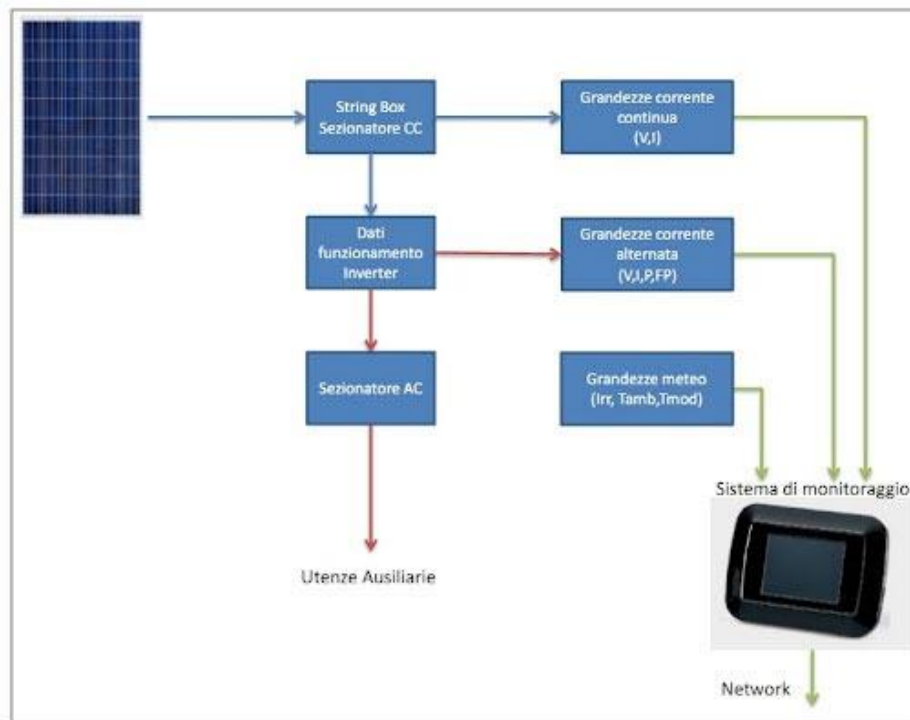 String Box
Sezionatore CC
Grandezze corrente
continua
(V,I)
Dati
funzionamento
Inverter
Grandezze corrente
alternata
(V,I,P,FP)
Sezionatore AC
Grandezze meteo
(Irr, Tamb,Tmod)
Sistema di monitoraggio
Utenze Ausiliarie
Network